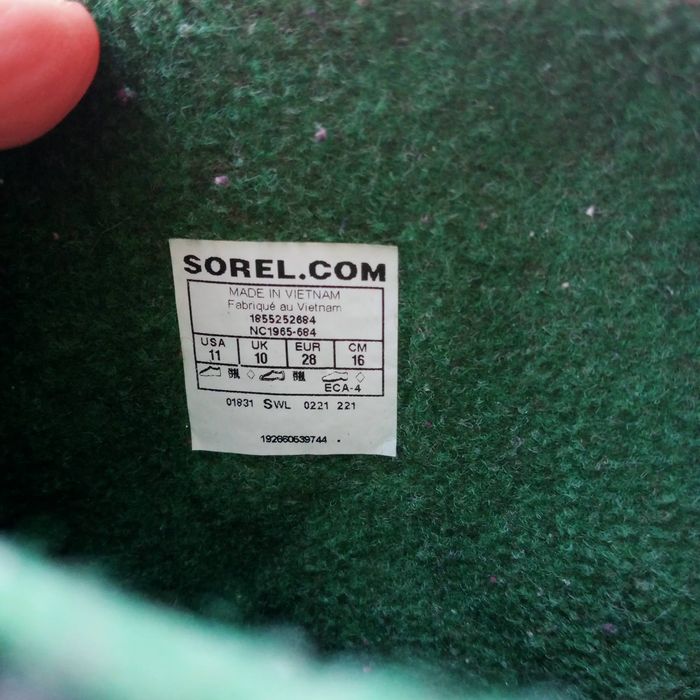 SOREL.COM
MADE IN VIETNAM
Fabriqué au Vietnam
1855252684
NC1965-684
USA UK EUR CM
11 10 28 16
ECA-4
01831 SWL 0221 221
192660639744